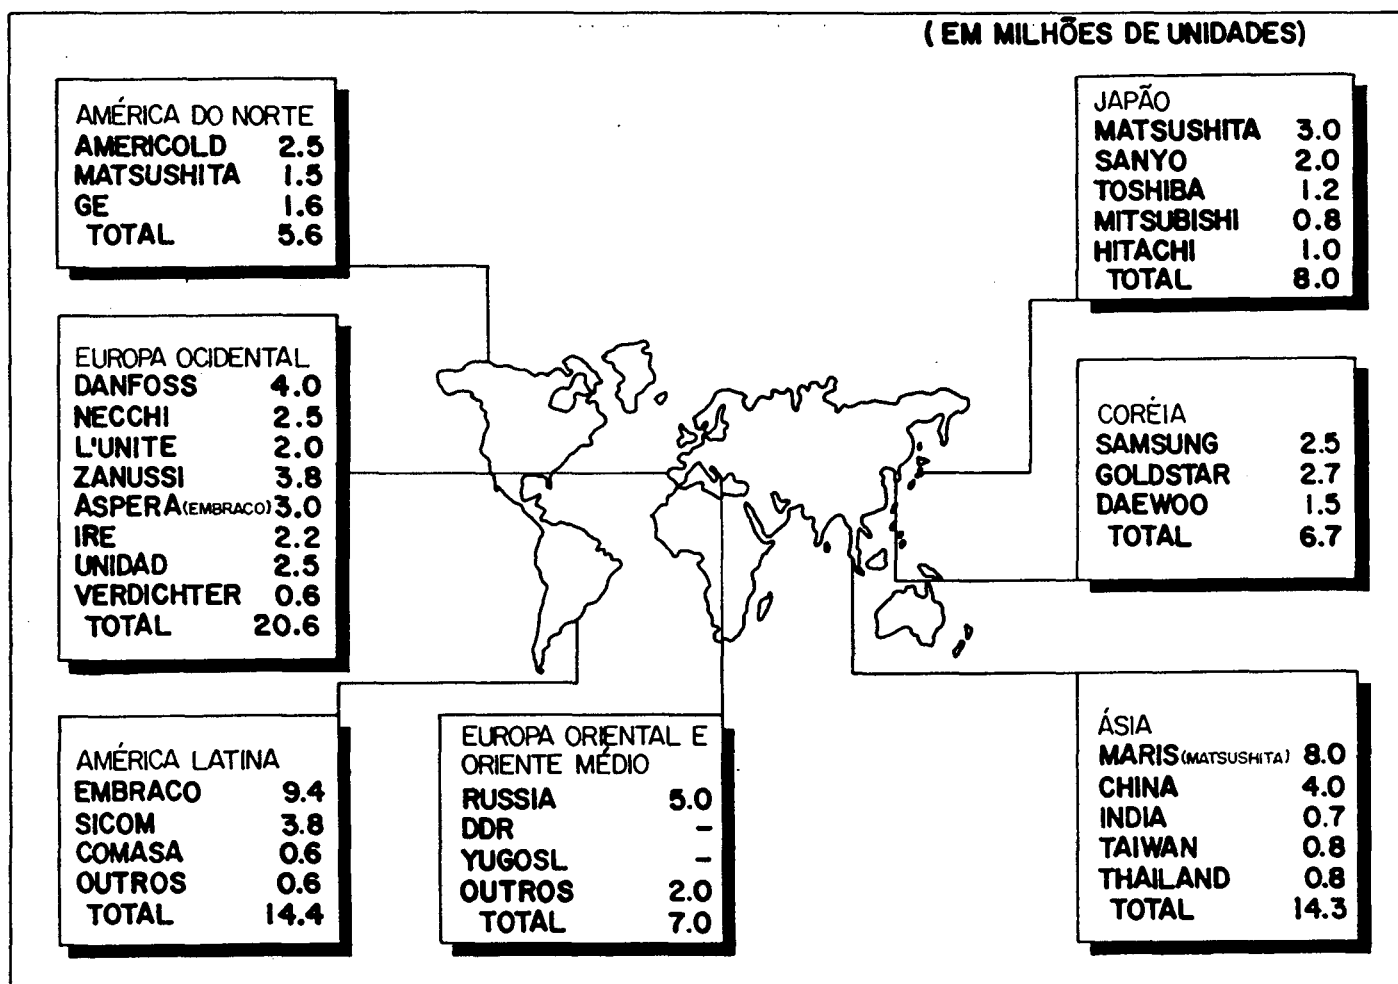 (EM MILHÕES DE UNIDADES)
AMÉRICA DO NORTE
AMERICOLD 2.5
MATSUSHITA 1.5
GE 1.6
TOTAL 5.6
EUROPA OCIDENTAL
DANFOSS 4.0
NECCHI 2.5
L'UNITE 2.0
ZANUSSI 3.8
ASPERA (EMBRACO) 3.0
IRE 2.2
UNIDAD 2.5
VERDICHTER 0.6
TOTAL 20.6
AMÉRICA LATINA
EMBRACO 9.4
SICOM 3.8
COMASA 0.6
OUTROS 0.6
TOTAL 14.4
EUROPA ORIENTAL E
ORIENTE MÉDIO
RUSSIA 5.0
DDR -
YUGOSL -
OUTROS 2.0
TOTAL 7.0
JAPÃO
MATSUSHITA 3.0
SANYO 2.0
TOSHIBA 1.2
MITSUBISHI 0.8
HITACHI 1.0
TOTAL 8.0
CORÉIA
SAMSUNG 2.5
GOLDSTAR 2.7
DAEWOO 1.5
TOTAL 6.7
ÁSIA
MARIS (MATSUSHITA) 8.0
CHINA 4.0
INDIA 0.7
TAIWAN 0.8
THAILAND 0.8
TOTAL 14.3